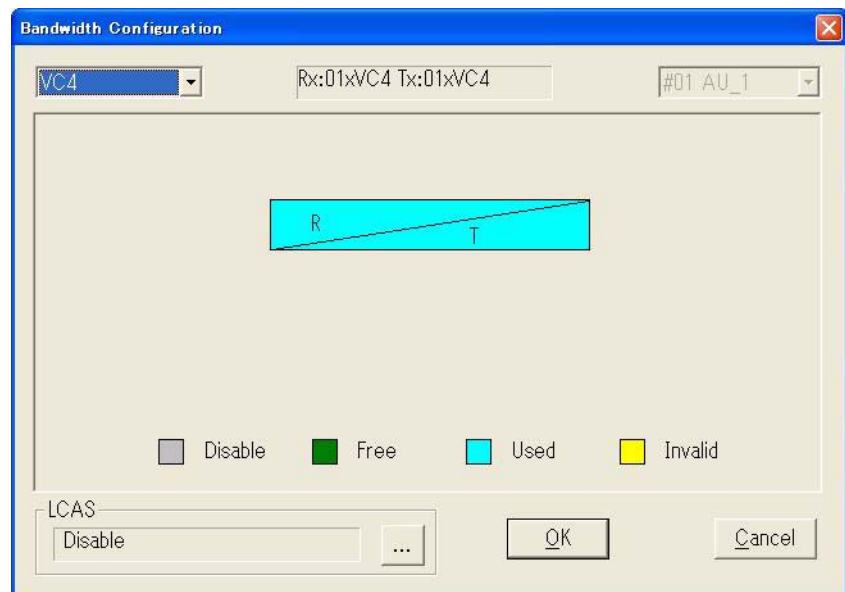 Bandwidth Configuration
VC4
Rx:01xVC4 Tx:01xVC4
#01 AU_1
R
T
Disable
Free
Used
Invalid
LCAS
Disable
...
OK
Cancel